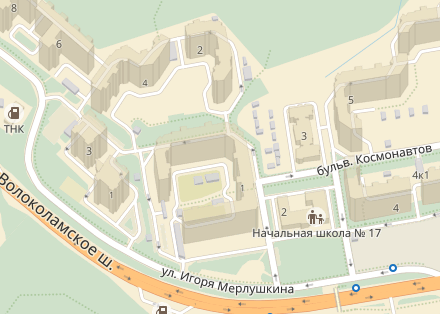 8
6
2
4
5
ТНК
3
3
бульв. Космонавтов
1
1
4к1
2
4
Начальная школа № 17
Волоколамское ш.
ул. Игоря Мерлушкина